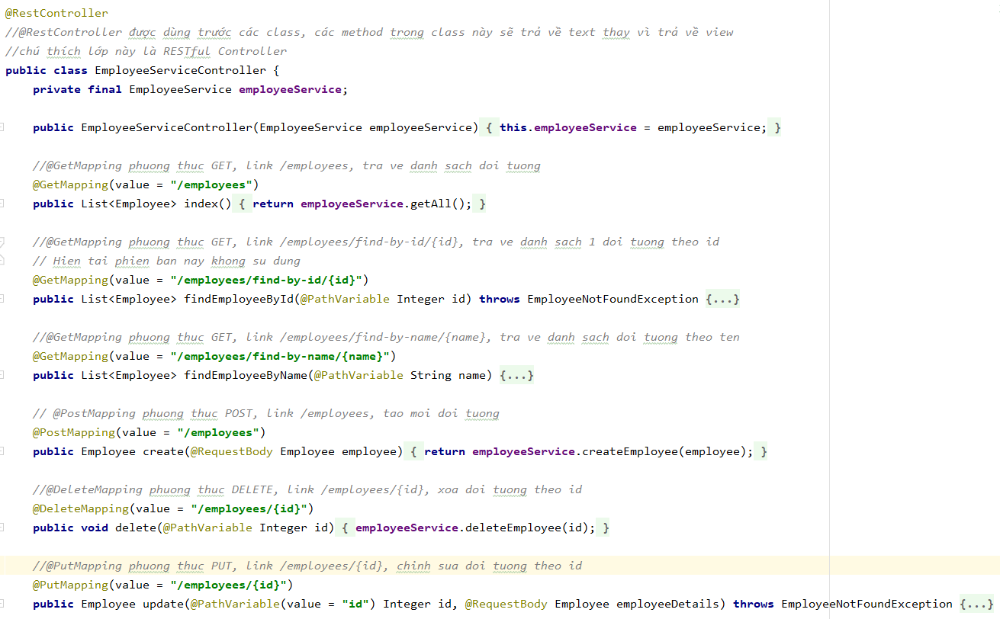 @RestController
//@RestController được dùng trước các class, các method trong class này sẽ trả về text thay vì trả về view
//chú thích lớp này là RESTful Controller
public class EmployeeServiceController {
    private final EmployeeService employeeService;

    public EmployeeServiceController(EmployeeService employeeService) { this.employeeService = employeeService; }

    //@GetMapping phuong thuc GET, link /employees, tra ve danh sach doi tuong
    @GetMapping(value = "/employees")
    public List<Employee> index() { return employeeService.getAll(); }

    //@GetMapping phuong thuc GET, link /employees/find-by-id/{id}, tra ve danh sach 1 doi tuong theo id
    // Hien tai phien ban nay khong su dung
    @GetMapping(value = "/employees/find-by-id/{id}")
    public List<Employee> findEmployeeById(@PathVariable Integer id) throws EmployeeNotFoundException {...}

    //@GetMapping phuong thuc GET, link /employees/find-by-name/{name}, tra ve danh sach doi tuong theo ten
    @GetMapping(value = "/employees/find-by-name/{name}")
    public List<Employee> findEmployeeByName(@PathVariable String name) {...}

    // @PostMapping phuong thuc POST, link /employees, tao moi doi tuong
    @PostMapping(value = "/employees")
    public Employee create(@RequestBody Employee employee) { return employeeService.createEmployee(employee); }

    //@DeleteMapping phuong thuc DELETE, link /employees/{id}, xoa doi tuong theo id
    @DeleteMapping(value = "/employees/{id}")
    public void delete(@PathVariable Integer id) { employeeService.deleteEmployee(id); }

    //@PutMapping phuong thuc PUT, link /employees/{id}, chinh sua doi tuong theo id
    @PutMapping(value = "/employees/{id}")
    public Employee update(@PathVariable(value = "id") Integer id, @RequestBody Employee employeeDetails) throws EmployeeNotFoundException {...}